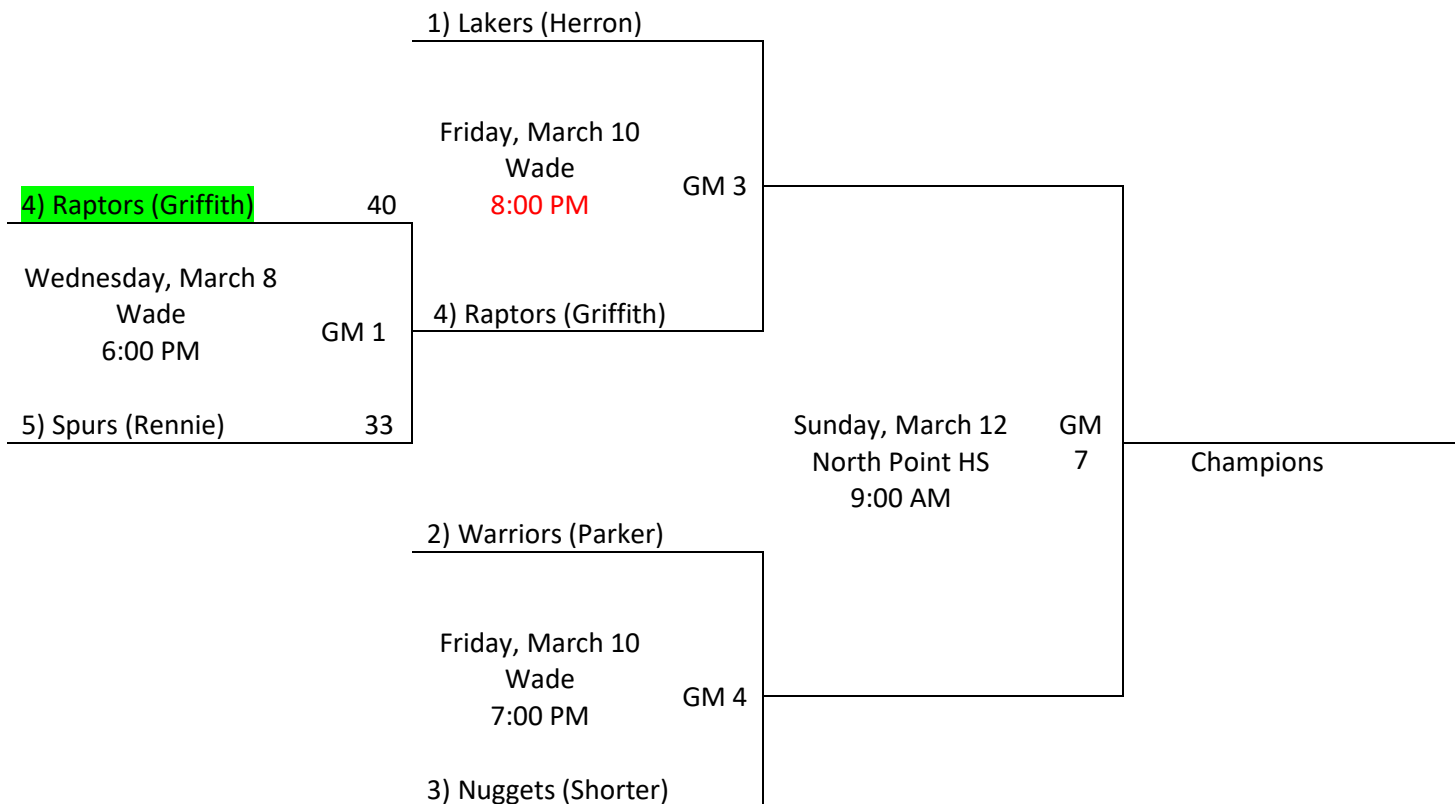 1) Lakers (Herron)
Friday, March 10
Wade
8:00 PM
GM 3
4) Raptors (Griffith) 40
Wednesday, March 8
Wade
6:00 PM
GM 1
4) Raptors (Griffith)
5) Spurs (Rennie) 33
Sunday, March 12
North Point HS
9:00 AM
GM
7
Champions
2) Warriors (Parker)
Friday, March 10
Wade
7:00 PM
GM 4
3) Nuggets (Shorter)